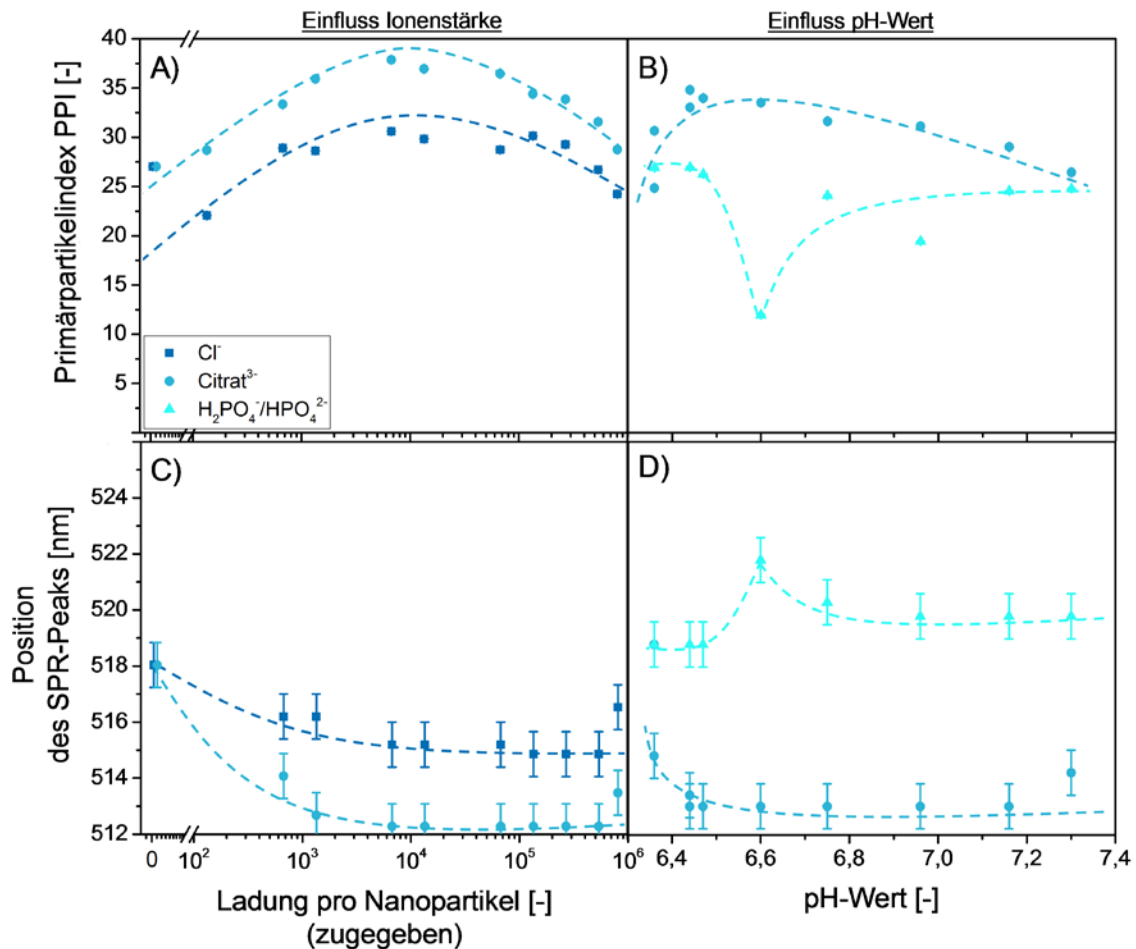 Einfluss Ionenstärke
Einfluss pH-Wert
Primärpartikelindex PPI [-]
40
35
30
25
20
15
10
5
A)
B)
Cl⁻
Citrat³⁻
H₂PO₄⁻/HPO₄²⁻
Position
des SPR-Peaks [nm]
524
522
520
518
516
514
512
C)
D)
0 10² 10³ 10⁴ 10⁵ 10⁶
6,4 6,6 6,8 7,0 7,2 7,4
Ladung pro Nanopartikel [-]
(zugegeben)
pH-Wert [-]